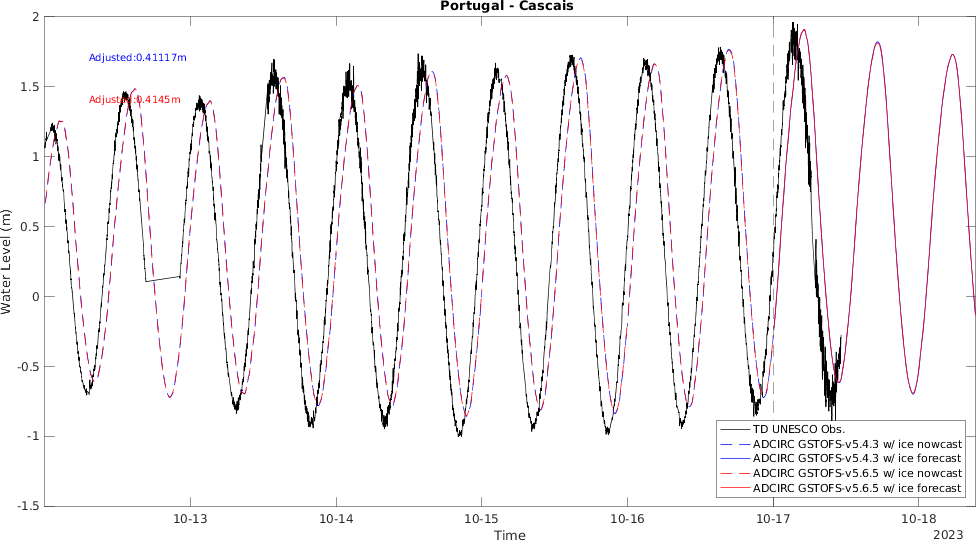 Portugal - Cascais
2
Adjusted:0.41117m
1.5
Adjusted:0.4145m
1
0.5
Water Level (m)
0
-0.5
-1
TD UNESCO Obs.
ADCIRC GSTOFS-v5.4.3 w/ ice nowcast
ADCIRC GSTOFS-v5.4.3 w/ ice forecast
ADCIRC GSTOFS-v5.6.5 w/ ice nowcast
ADCIRC GSTOFS-v5.6.5 w/ ice forecast
-1.5
10-13 10-14 10-15 10-16 10-17 10-18
Time
2023